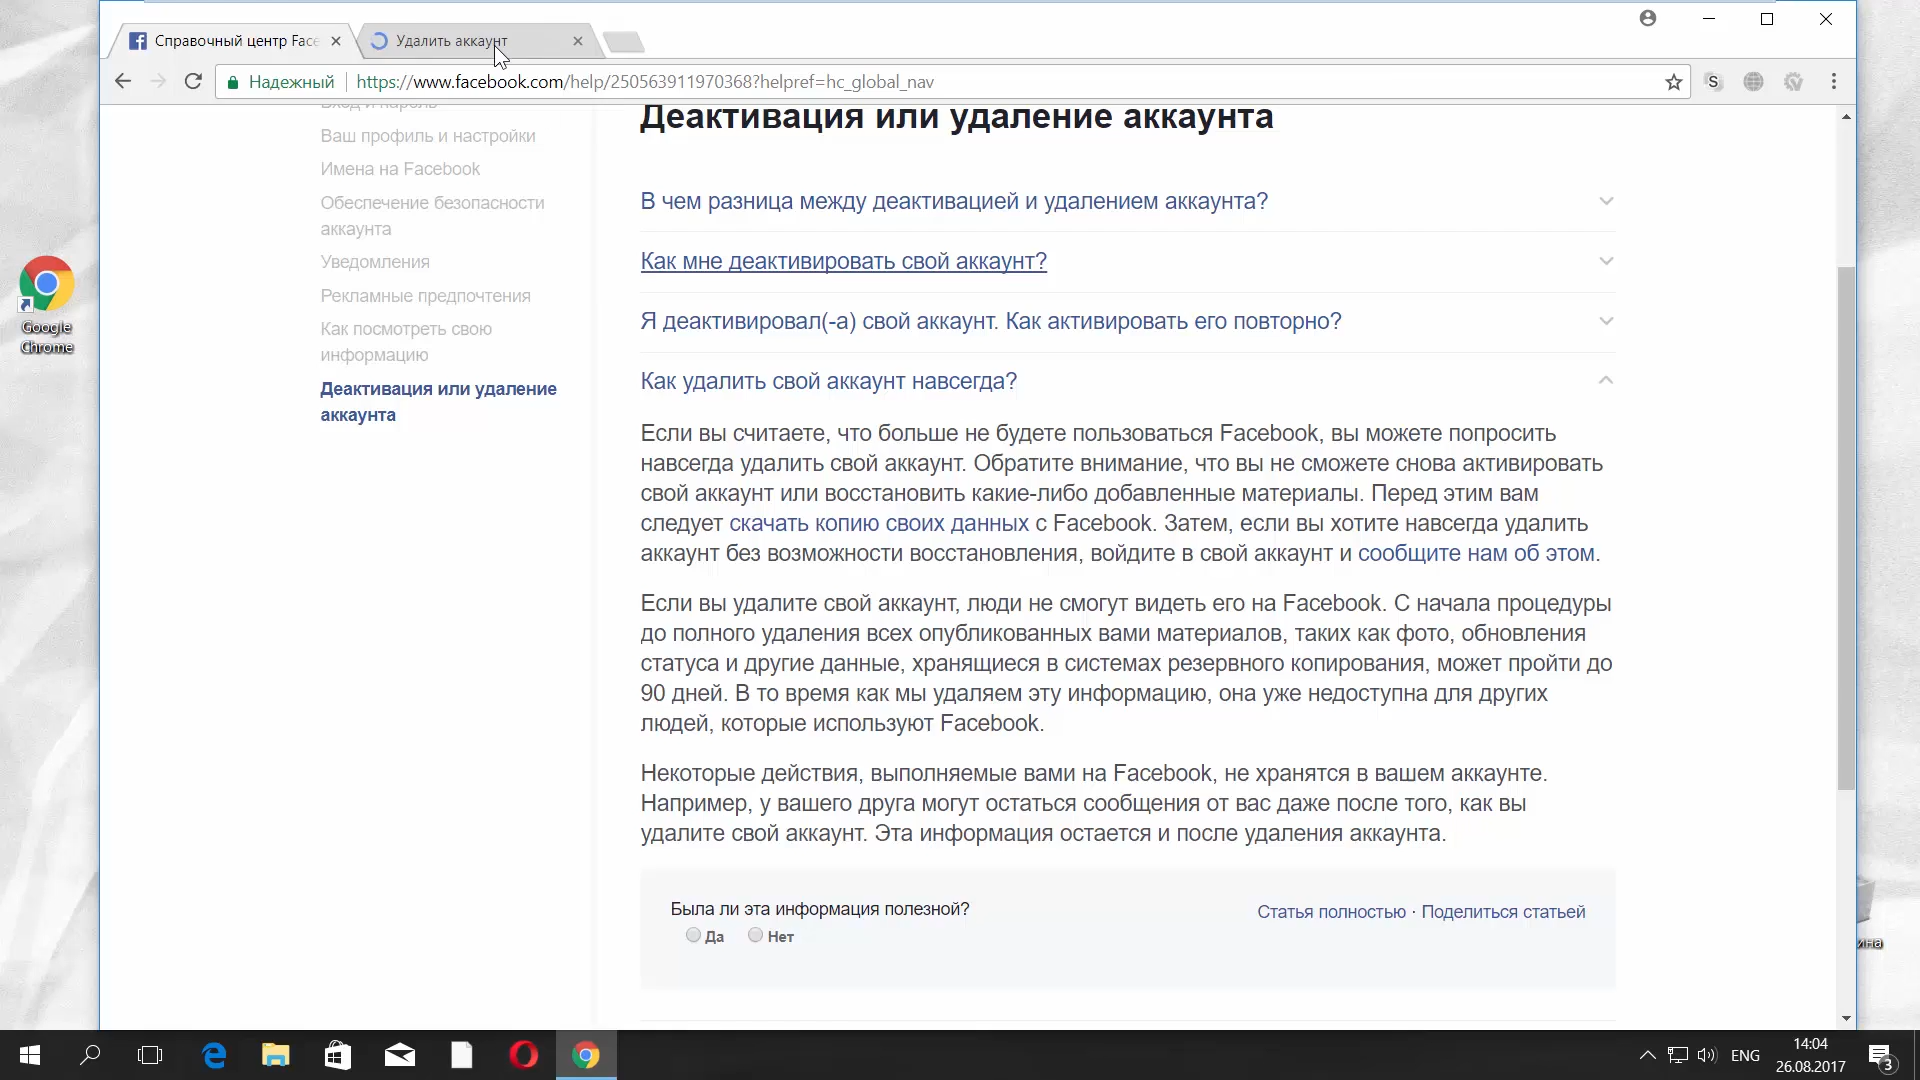 Справочный центр Face
Удалить аккаунт
Надежный
https://www.facebook.com/help/250563911970368?helpref=hc_global_nav
S
Вход и пароль
Ваш профиль и настройки
Имена на Facebook
Обеспечение безопасности
аккаунта
Уведомления
Рекламные предпочтения
Как посмотреть свою
информацию
Деактивация или удаление
аккаунта
Деактивация или удаление аккаунта
В чем разница между деактивацией и удалением аккаунта?
Как мне деактивировать свой аккаунт?
Я деактивировал(-а) свой аккаунт. Как активировать его повторно?
Как удалить свой аккаунт навсегда?
Если вы считаете, что больше не будете пользоваться Facebook, вы можете попросить
навсегда удалить свой аккаунт. Обратите внимание, что вы не сможете снова активировать
свой аккаунт или восстановить какие-либо добавленные материалы. Перед этим вам
следует скачать копию своих данных с Facebook. Затем, если вы хотите навсегда удалить
аккаунт без возможности восстановления, войдите в свой аккаунт и сообщите нам об этом.
Если вы удалите свой аккаунт, люди не смогут видеть его на Facebook. С начала процедуры
до полного удаления всех опубликованных вами материалов, таких как фото, обновления
статуса и другие данные, хранящиеся в системах резервного копирования, может пройти до
90 дней. В то время как мы удаляем эту информацию, она уже недоступна для других
людей, которые используют Facebook.
Некоторые действия, выполняемые вами на Facebook, не хранятся в вашем аккаунте.
Например, у вашего друга могут остаться сообщения от вас даже после того, как вы
удалите свой аккаунт. Эта информация остается и после удаления аккаунта.
Была ли эта информация полезной?
Да Нет
Статья полностью · Поделиться статьей
Google
Chrome
ина
ENG
14:04
26.08.2017
3